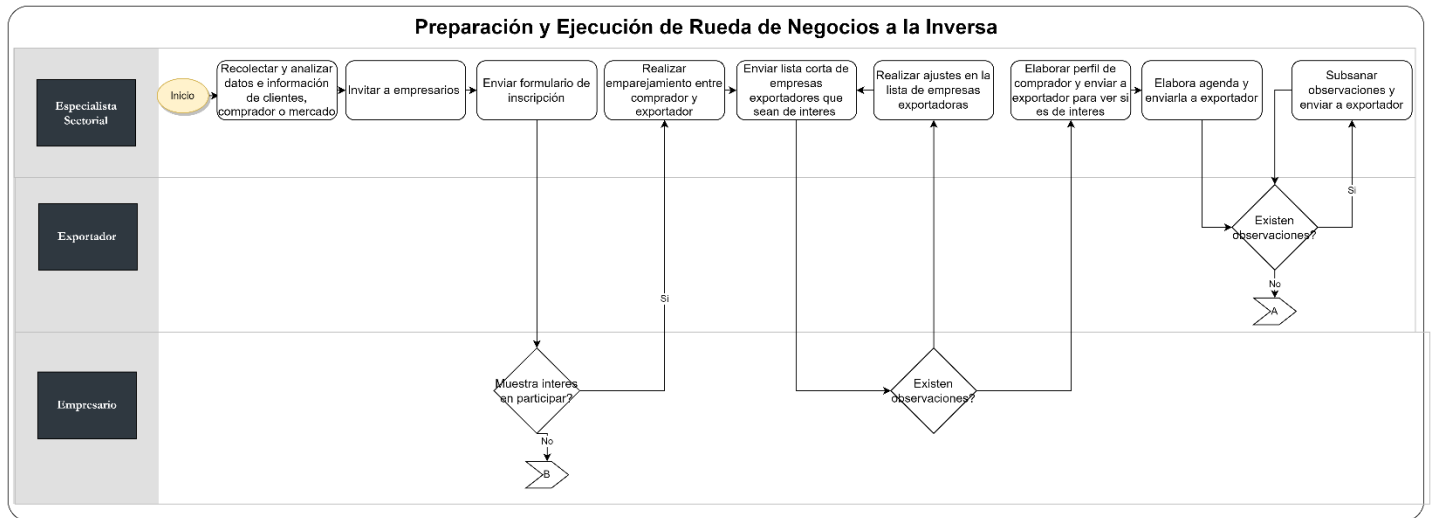 Preparación y Ejecución de Rueda de Negocios a la Inversa
Especialista
Sectorial
Inicio
Recolectar y analizar
datos e información
de clientes,
comprador o mercado
Invitar a empresarios
Enviar formulario de
inscripción,
Realizar
emparejamiento entre
comprador y
exportador
Enviar lista corta de
empresas
exportadores que
sean de interes
Realizar ajustes en la
lista de empresas
exportadoras
Elaborar perfil de
comprador y enviar a
exportador para ver si
es de interes
Elabora agenda y
enviarla a exportador
Subsanar
observaciones y
enviar a exportador
Exportador
Existen
observaciones?
Si
No
A
Empresario
Muestra interes
en participar?
Si
No
B
Existen
observaciones?